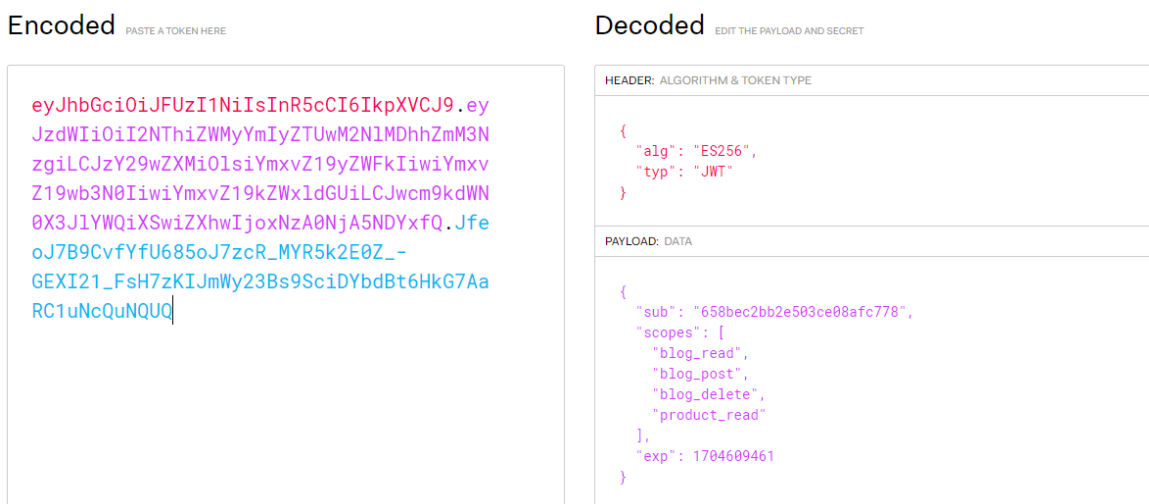 Encoded PASTE A TOKEN HERE
eyJhbGciOiJFUzI1NiIsInR5cCI6IkpXVCJ9.ey
JzdWIiOiI2NThiZWMyYmIyZTUwM2NlMDhhZmM3N
zgiLCJzY29wZXMiOlsiYmxvZ19yZWFkIiwiYmxv
Z19wb3N0IiwiYmxvZ19kZWxldGUiLCJwcm9kdWN
0X3JlYWQiXSwiZXhwIjoxNzA0NjA5NDYxfQ.Jfe
oJ7B9CvfYfU685oJ7zcR_MYR5k2E0Z_-
GEXI21_FsH7zKIJmWy23Bs9SciDYbdBt6HkG7Aa
RC1uNcQuNQUQ
Decoded EDIT THE PAYLOAD AND SECRET
HEADER: ALGORITHM & TOKEN TYPE
{
  "alg": "ES256",
  "typ": "JWT"
}
PAYLOAD: DATA
{
  "sub": "658bec2bb2e503ce08afc778",
  "scopes": [
    "blog_read",
    "blog_post",
    "blog_delete",
    "product_read"
  ],
  "exp": 1704609461
}